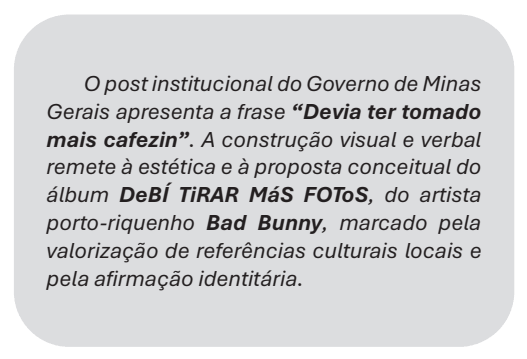 O post institucional do Governo de Minas
Gerais apresenta a frase “Devia ter tomado
mais cafezin”. A construção visual e verbal
remete à estética e à proposta conceitual do
álbum DeBÍ TiRAR MáS FOToS, do artista
porto-riquenho Bad Bunny, marcado pela
valorização de referências culturais locais e
pela afirmação identitária.